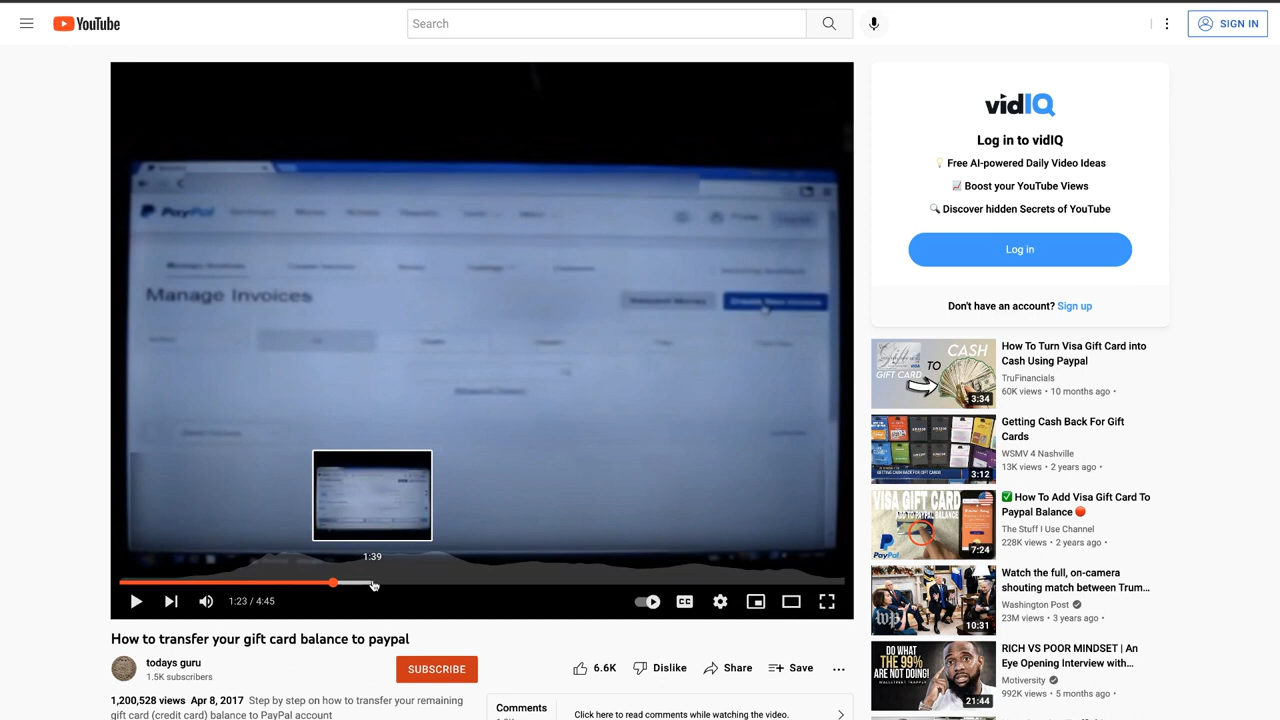 YouTube
Search
SIGN IN
PayPal
Manage Invoices
Create New Invoice
1:39
1:23 / 4:45
CC
How to transfer your gift card balance to paypal
todays guru
1.5K subscribers
SUBSCRIBE
6.6K
Dislike
Share
Save
1,200,528 views Apr 8, 2017 Step by step on how to transfer your remaining
gift card (credit card) balance to PayPal account
Comments
Click here to read comments while watching the video.
vidIQ
Log in to vidIQ
💡 Free AI-powered Daily Video Ideas
📈 Boost your YouTube Views
🔍 Discover hidden Secrets of YouTube
Log in
Don't have an account? Sign up
CASH
TO
GIFT CARD
3:34
How To Turn Visa Gift Card into
Cash Using Paypal
TruFinancials
60K views • 10 months ago •
3:12
Getting Cash Back For Gift
Cards
WSMV 4 Nashville
13K views • 2 years ago •
VISA GIFT CARD
PayPal
7:24
✅ How To Add Visa Gift Card To
Paypal Balance 🔴
The Stuff I Use Channel
228K views • 2 years ago •
wp
10:31
Watch the full, on-camera
shouting match between Trum...
Washington Post
23M views • 3 years ago •
DO WHAT
THE 99%
ARE NOT DOING!
21:44
RICH VS POOR MINDSET | An
Eye Opening Interview with...
Motiversity
992K views • 5 months ago •